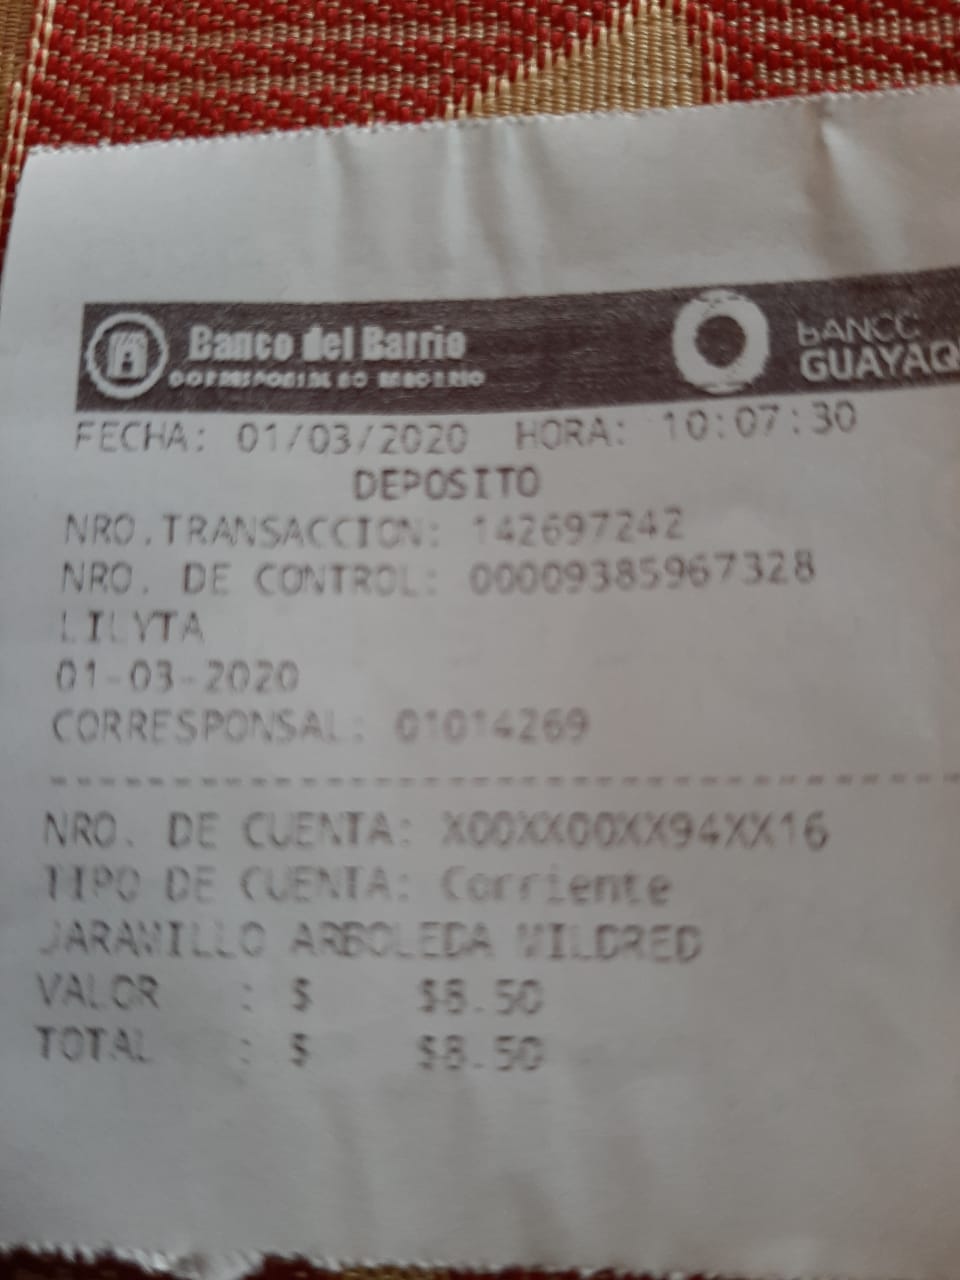 Banco del Barrio
CORRESPONSAL NO BANCARIO
BANCO
GUAYAQ
FECHA: 01/03/2020 HORA: 10:07:30
DEPOSITO
NRO.TRANSACCION: 142697242
NRO. DE CONTROL: 00009385967328
LILYTA
01-03-2020
CORRESPONSAL: 01014269
NRO. DE CUENTA: X00XX00XX94XX16
TIPO DE CUENTA: Corriente
JARAMILLO ARBOLEDA MILDRED
VALOR : $ $8.50
TOTAL : $ $8.50